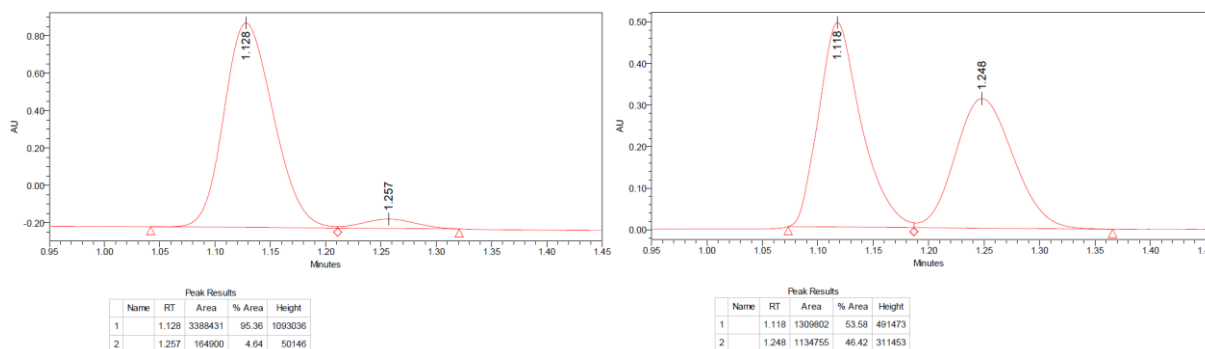 AU
0.80
0.60
0.40
0.20
0.00
-0.20
1.128
1.257
0.95 1.00 1.05 1.10 1.15 1.20 1.25 1.30 1.35 1.40 1.45
Minutes
Peak Results
Name RT Area % Area Height
1 1.128 3388431 95.36 1093036
2 1.257 164900 4.64 50146
AU
0.50
0.40
0.30
0.20
0.10
0.00
1.118
1.248
0.95 1.00 1.05 1.10 1.15 1.20 1.25 1.30 1.35 1.40
Minutes
Peak Results
Name RT Area % Area Height
1 1.118 1309802 53.58 491473
2 1.248 1134755 46.42 311453